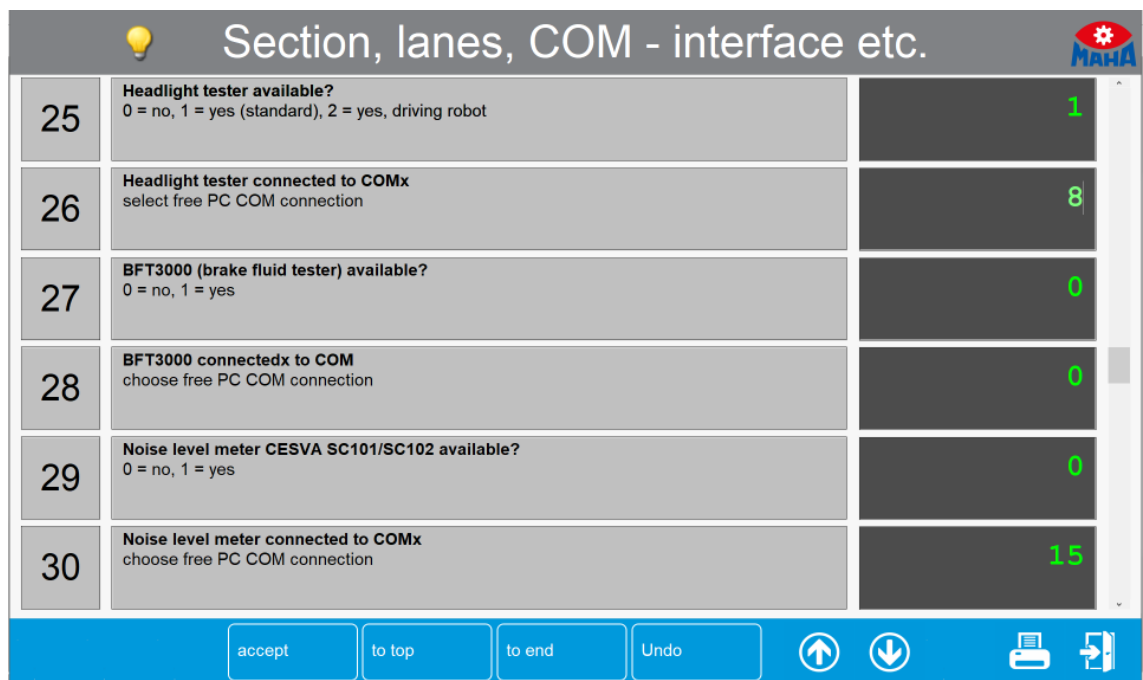 Section, lanes, COM - interface etc.
MAHA
25
Headlight tester available?
0 = no, 1 = yes (standard), 2 = yes, driving robot
1
26
Headlight tester connected to COMx
select free PC COM connection
8
27
BFT3000 (brake fluid tester) available?
0 = no, 1 = yes
0
28
BFT3000 connectedx to COM
choose free PC COM connection
0
29
Noise level meter CESVA SC101/SC102 available?
0 = no, 1 = yes
0
30
Noise level meter connected to COMx
choose free PC COM connection
15
accept
to top
to end
Undo